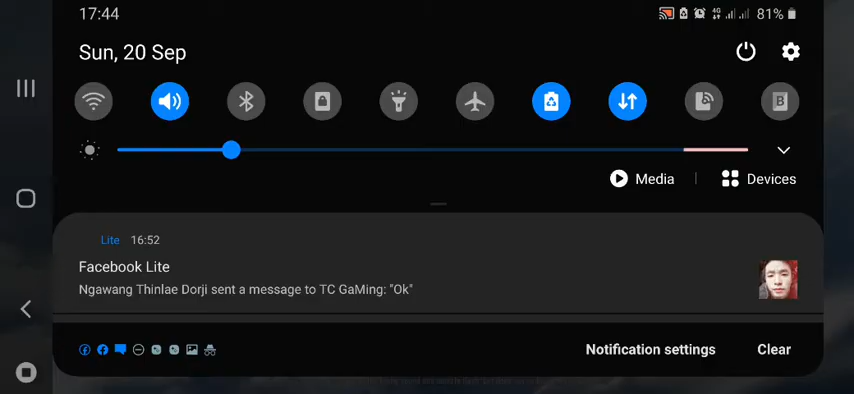 17:44
4G
81%
Sun, 20 Sep
B
Media
Devices
Lite 16:52
Facebook Lite
Ngawang Thinlae Dorji sent a message to TC GaMing: "Ok"
Notification settings
Clear